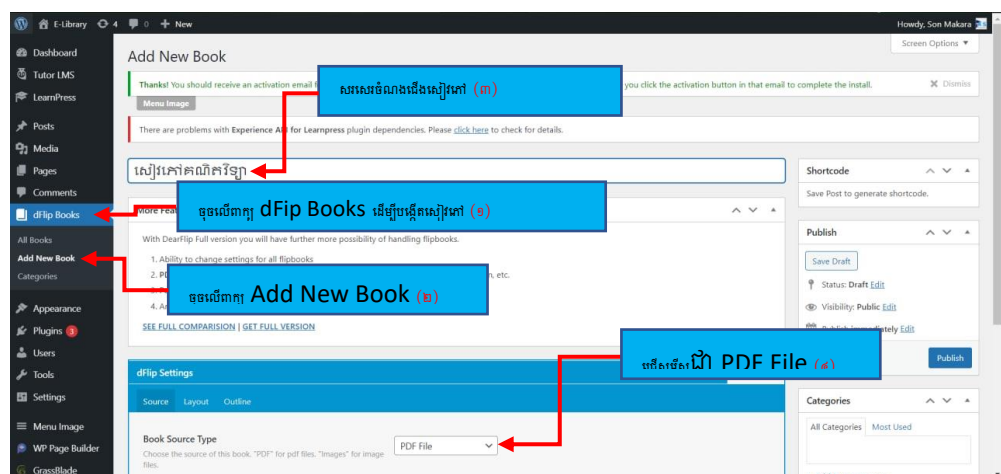 E-Library 4 0 + New
Howdy, Son Makara
Dashboard
Tutor LMS
LearnPress
Posts
Media
Pages
Comments
dFlip Books
All Books
Add New Book
Categories
Appearance
Plugins 3
Users
Tools
Settings
Menu Image
WP Page Builder
GrassBlade
Screen Options
Add New Book
Thanks! You should receive an activation email
you click the activation button in that email to complete the install.
Dismiss
Menu Image
There are problems with Experience API for Learnpress plugin dependencies. Please click here to check for details.
សរសេរចំណងជើងសៀវភៅ (៣)
សៀវភៅគណិតវិទ្យា
ចុចលើពាក្យ dFip Books ដើម្បីបង្កើតសៀវភៅ (១)
With DearFlip Full version you will have further more possibility of handling flipbooks.
1. Ability to change settings for all flipbooks
2.
etc.
ចុចលើពាក្យ Add New Book (២)
4.
SEE FULL COMPARISION | GET FULL VERSION
ជា PDF File (៤)
dFlip Settings
Source Layout Outline
Book Source Type
Choose the source of this book. "PDF" for pdf files. "Images" for image files.
PDF File
Shortcode
Save Post to generate shortcode.
Publish
Save Draft
Status: Draft Edit
Visibility: Public Edit
Publish immediately Edit
Publish
Categories
All Categories Most Used